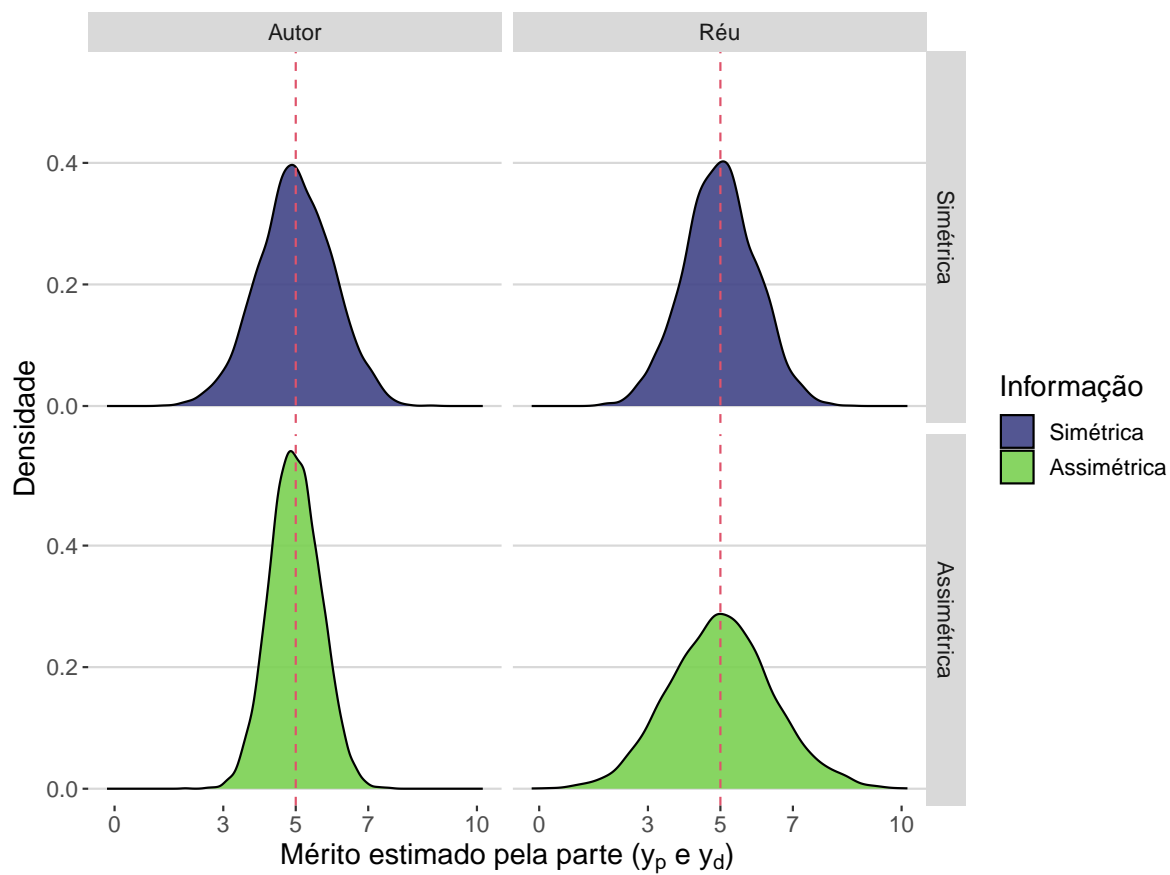 Autor
Réu
Densidade
0.4
0.2
0.0
Simétrica
0.4
0.2
0.0
Assimétrica
0 3 5 7 10
0 3 5 7 10
Mérito estimado pela parte (yp e yd)
Informação
Simétrica
Assimétrica